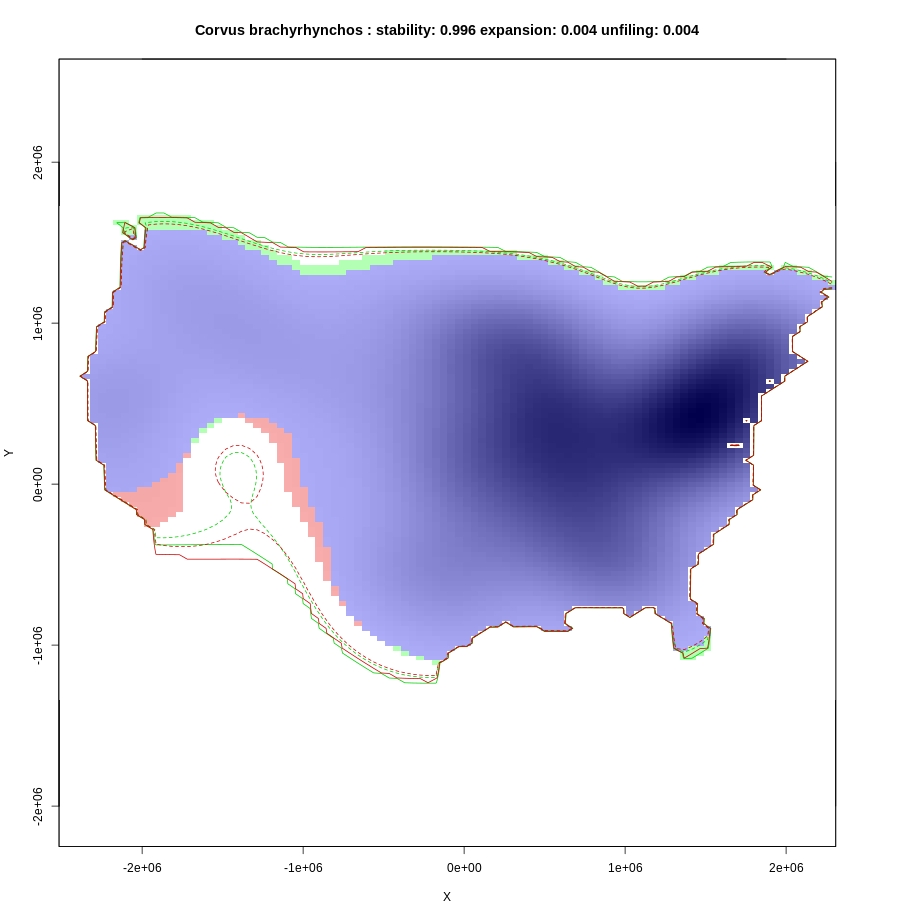 Corvus brachyrhynchos : stability: 0.996 expansion: 0.004 unfiling: 0.004
2e+06
1e+06
0e+00
-1e+06
-2e+06
Y
-2e+06 -1e+06 0e+00 1e+06 2e+06
X